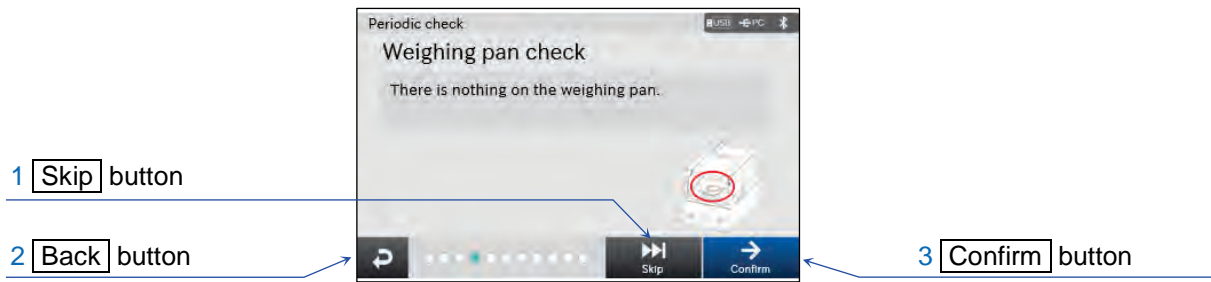 Periodic check
USB PC
Weighing pan check
There is nothing on the weighing pan.
1 Skip button
2 Back button
Skip
Confirm
3 Confirm button